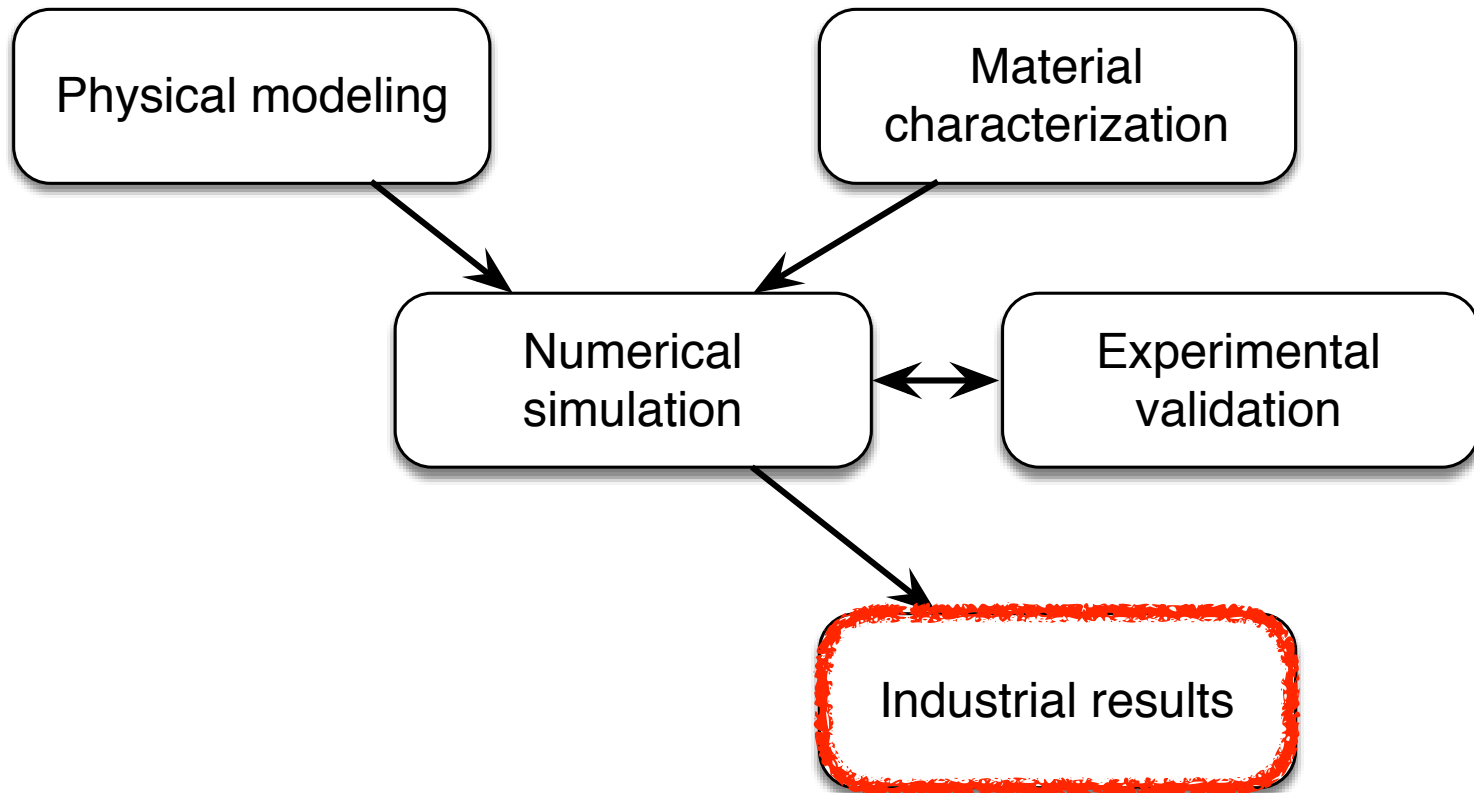 Physical modeling
Material
characterization
Numerical
simulation
Experimental
validation
Industrial results